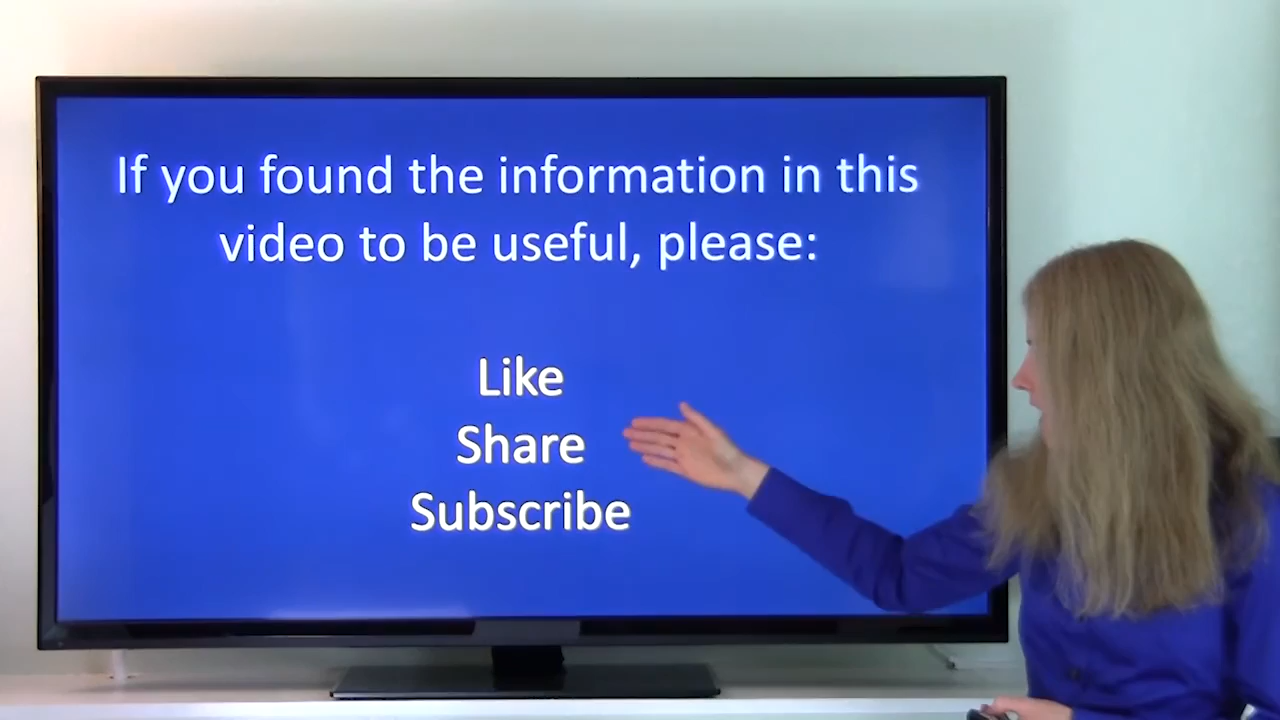 If you found the information in this
video to be useful, please:
Like
Share
Subscribe